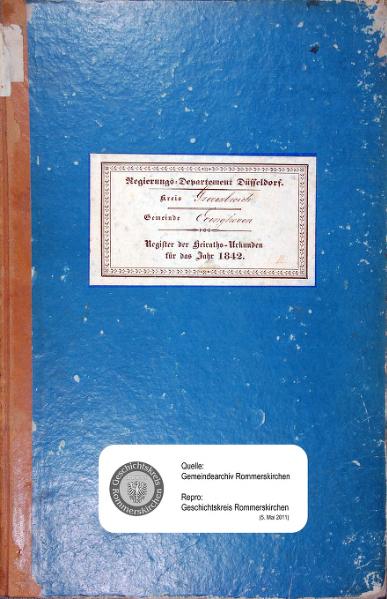 Regierungs-Departement Düsseldorf.
Kreis Grevenbroich
Gemeinde Evinghoven
Register der Heiraths-Urkunden
für das Jahr 1842.
Geschichtskreis
Rommerskirchen
Quelle:
Gemeindearchiv Rommerskirchen
Repro:
Geschichtskreis Rommerskirchen
(5. Mai 2011)